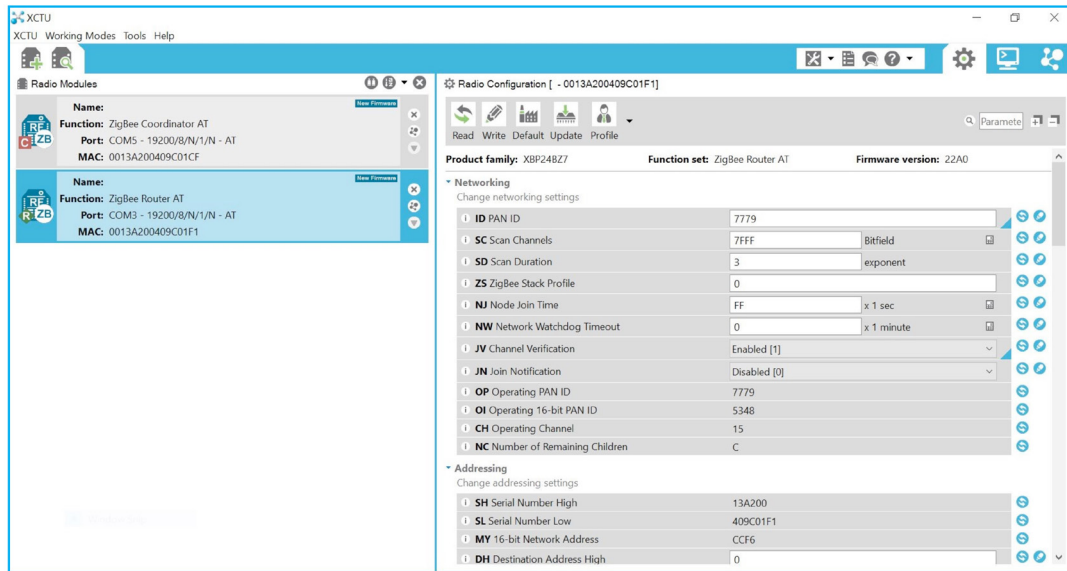 XCTU
XCTU Working Modes Tools Help
Radio Modules
Name:
New Firmware
Function: ZigBee Coordinator AT
Port: COM5 - 19200/8/N/1/N - AT
MAC: 0013A200409C01CF
Name:
New Firmware
Function: ZigBee Router AT
Port: COM3 - 19200/8/N/1/N - AT
MAC: 0013A200409C01F1
Radio Configuration [ - 0013A200409C01F1]
Read Write Default Update Profile
Paramete
Product family: XBP24BZ7 Function set: ZigBee Router AT Firmware version: 22A0
Networking
Change networking settings
ID PAN ID 7779
SC Scan Channels 7FFF Bitfield
SD Scan Duration 3 exponent
ZS ZigBee Stack Profile 0
NJ Node Join Time FF x 1 sec
NW Network Watchdog Timeout 0 x 1 minute
JV Channel Verification Enabled [1]
JN Join Notification Disabled [0]
OP Operating PAN ID 7779
OI Operating 16-bit PAN ID 5348
CH Operating Channel 15
NC Number of Remaining Children C
Addressing
Change addressing settings
SH Serial Number High 13A200
SL Serial Number Low 409C01F1
MY 16-bit Network Address CCF6
DH Destination Address High 0